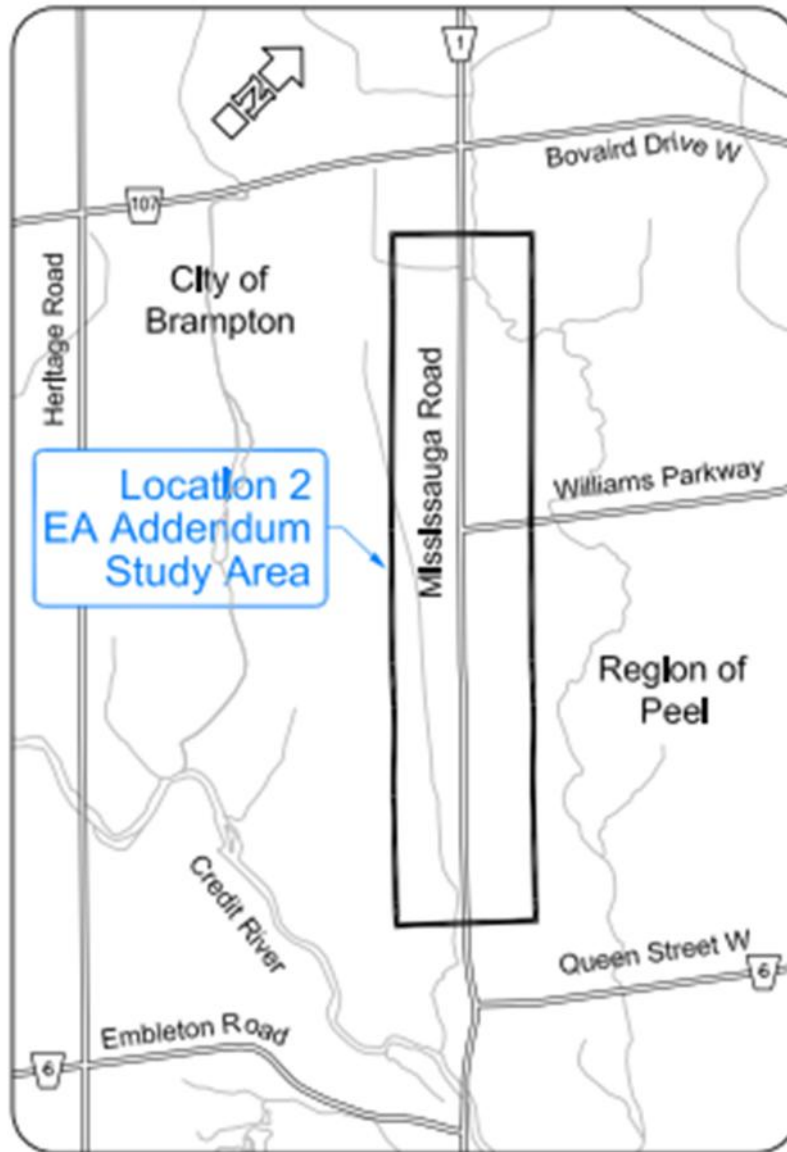 1
N
Bovaird Drive W
107
City of
Brampton
Heritage Road
Mississauga Road
Location 2
EA Addendum
Study Area
Williams Parkway
Region of
Peel
Credit River
Queen Street W
6
Embleton Road
6